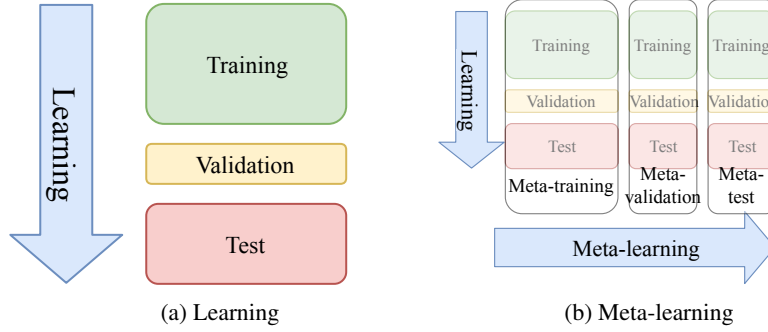 Learning
Training
Validation
Test
(a) Learning
Learning
Training
Validation
Test
Meta-training
Training
Validation
Test
Meta-
validation
Training
Validation
Test
Meta-
test
Meta-learning
(b) Meta-learning